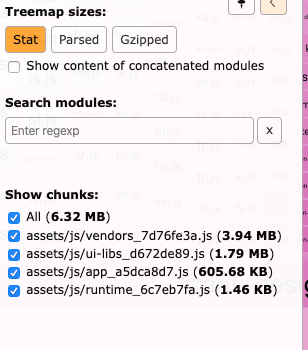 Treemap sizes:
Stat Parsed Gzipped
Show content of concatenated modules
Search modules:
Enter regexp x
Show chunks:
All (6.32 MB)
assets/js/vendors_7d76fe3a.js (3.94 MB)
assets/js/ui-libs_d672de89.js (1.79 MB)
assets/js/app_a5dca8d7.js (605.68 KB)
assets/js/runtime_6c7eb7fa.js (1.46 KB)